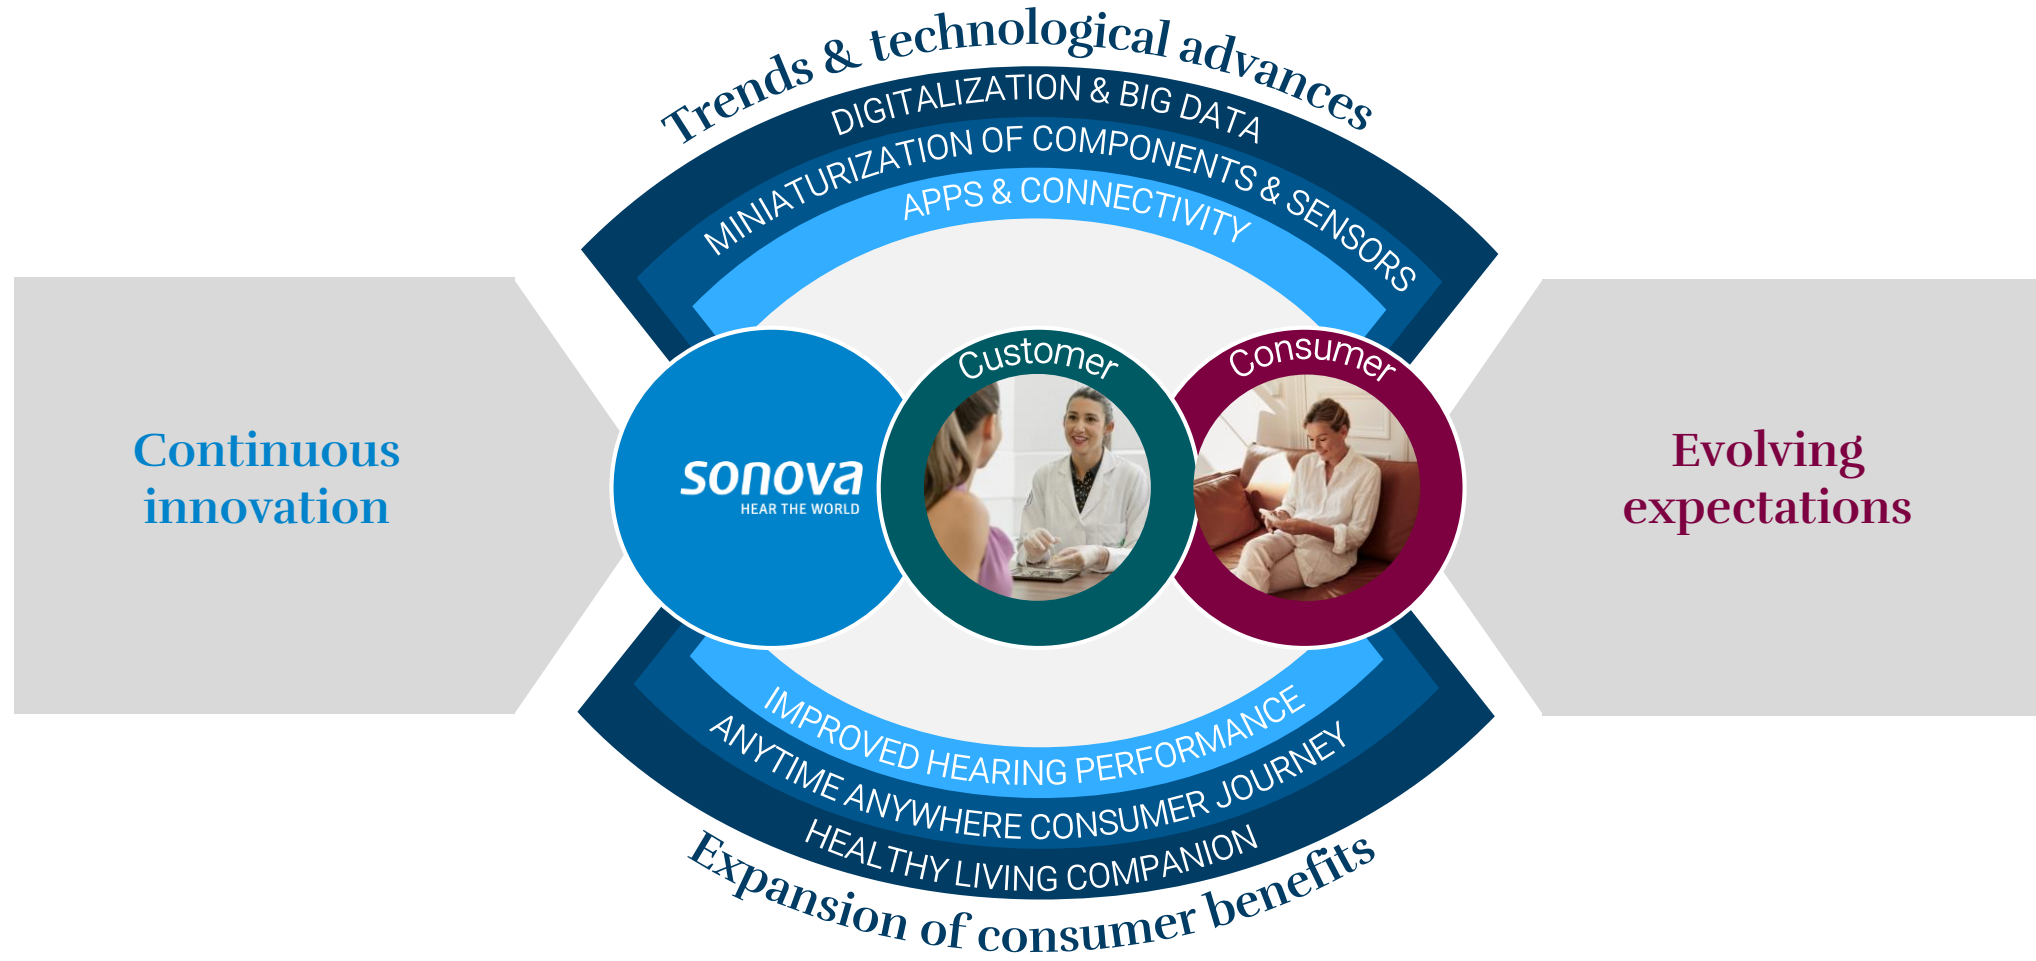 Trends & technological advances
DIGITALIZATION & BIG DATA
MINIATURIZATION OF COMPONENTS & SENSORS
APPS & CONNECTIVITY
Continuous
innovation
sonova
HEAR THE WORLD
Customer
Consumer
Evolving
expectations
IMPROVED HEARING PERFORMANCE
ANYTIME ANYWHERE CONSUMER JOURNEY
HEALTHY LIVING COMPANION
Expansion of consumer benefits